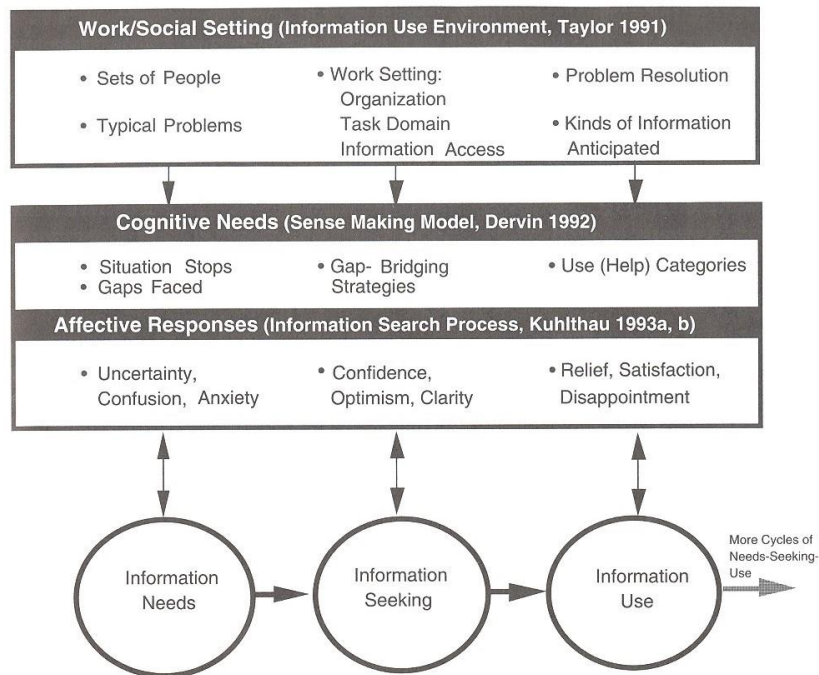 Work/Social Setting (Information Use Environment, Taylor 1991)
• Sets of People
• Typical Problems
• Work Setting:
Organization
Task Domain
Information Access
• Problem Resolution
• Kinds of Information
Anticipated
Cognitive Needs (Sense Making Model, Dervin 1992)
• Situation Stops
• Gaps Faced
• Gap- Bridging
Strategies
• Use (Help) Categories
Affective Responses (Information Search Process, Kuhlthau 1993a, b)
• Uncertainty,
Confusion, Anxiety
• Confidence,
Optimism, Clarity
• Relief, Satisfaction,
Disappointment
Information
Needs
Information
Seeking
Information
Use
More Cycles of
Needs-Seeking-
Use